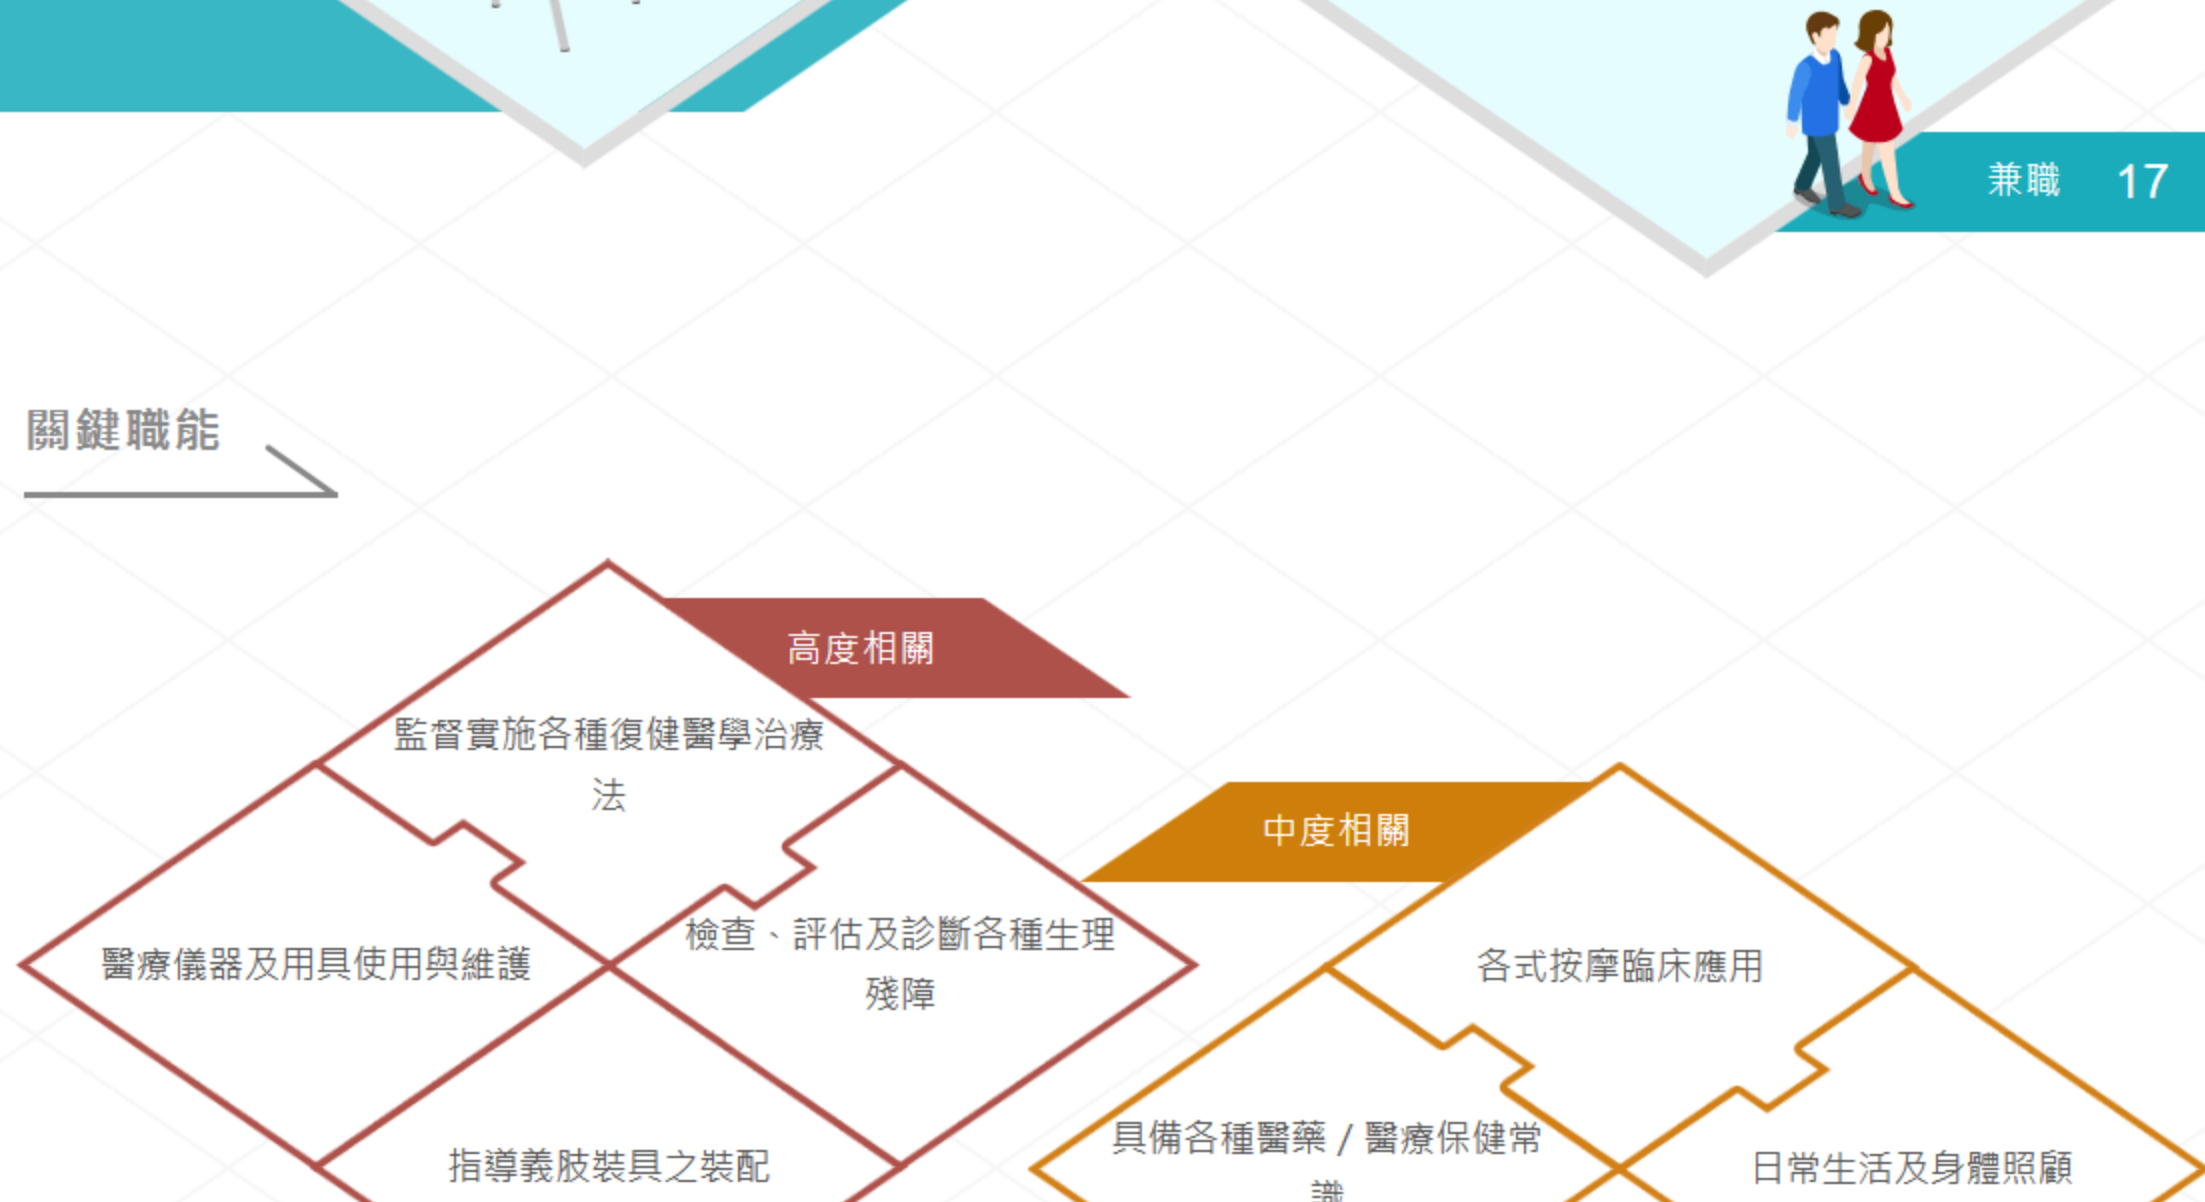 兼職 17
關鍵職能
高度相關
監督實施各種復健醫學治療
法
醫療儀器及用具使用與維護
檢查、評估及診斷各種生理
殘障
指導義肢裝具之裝配
中度相關
各式按摩臨床應用
具備各種醫藥 / 醫療保健常
識
日常生活及身體照顧